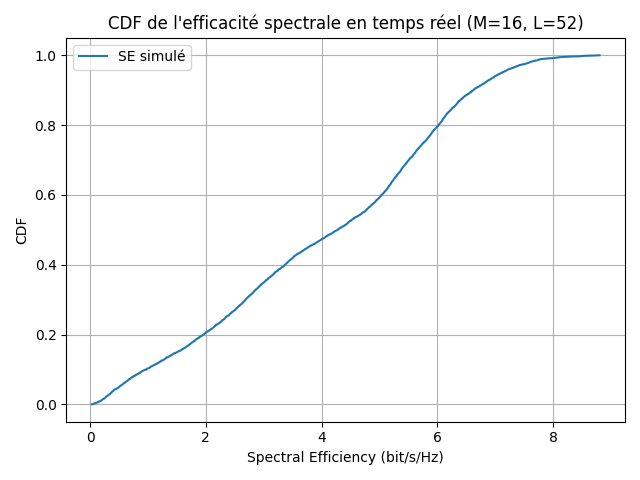 CDF de l'efficacité spectrale en temps réel (M=16, L=52)
SE simulé
1.0
0.8
0.6
0.4
0.2
0.0
CDF
0 2 4 6 8
Spectral Efficiency (bit/s/Hz)